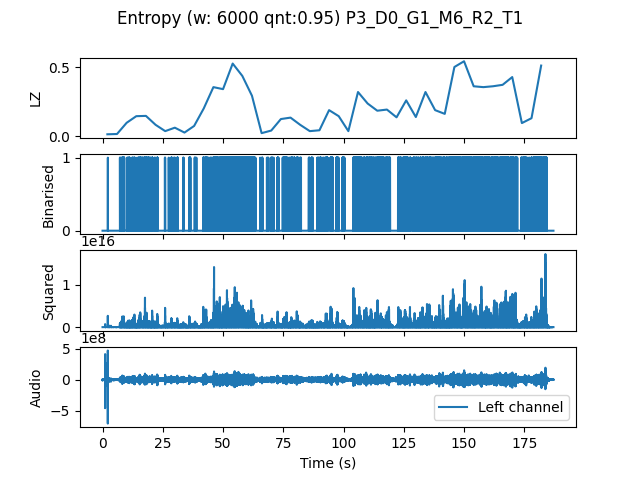 Entropy (w: 6000 qnt:0.95) P3_D0_G1_M6_R2_T1
0.5
0.0
LZ
1
0
Binarised
1e16
1
0
Squared
1e8
5
0
−5
Audio
Left channel
0 25 50 75 100 125 150 175
Time (s)